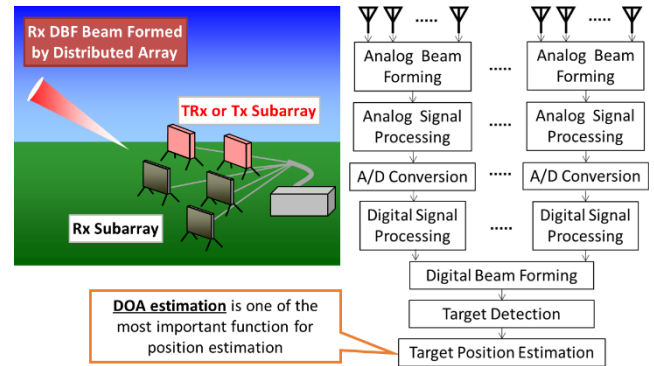 Rx DBF Beam Formed
by Distributed Array
TRx or Tx Subarray
Rx Subarray
.....
.....
Analog Beam
Forming
.....
Analog Beam
Forming
Analog Signal
Processing
.....
Analog Signal
Processing
A/D Conversion
.....
A/D Conversion
Digital Signal
Processing
.....
Digital Signal
Processing
Digital Beam Forming
Target Detection
Target Position Estimation
DOA estimation is one of the
most important function for
position estimation